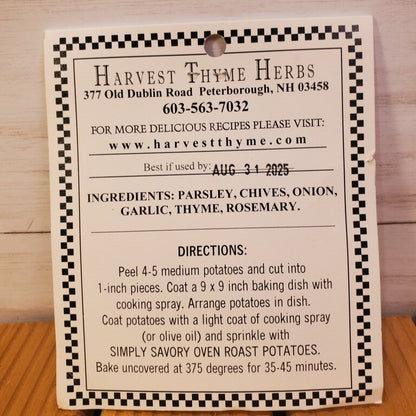 HARVEST THYME HERBS
377 Old Dublin Road Peterborough, NH 03458
603-563-7032
FOR MORE DELICIOUS RECIPES PLEASE VISIT:
www.harvestthyme.com
Best if used by: AUG 31 2025
INGREDIENTS: PARSLEY, CHIVES, ONION,
GARLIC, THYME, ROSEMARY.
DIRECTIONS:
Peel 4-5 medium potatoes and cut into
1-inch pieces. Coat a 9 x 9 inch baking dish with
cooking spray. Arrange potatoes in dish.
Coat potatoes with a light coat of cooking spray
(or olive oil) and sprinkle with
SIMPLY SAVORY OVEN ROAST POTATOES.
Bake uncovered at 375 degrees for 35-45 minutes.